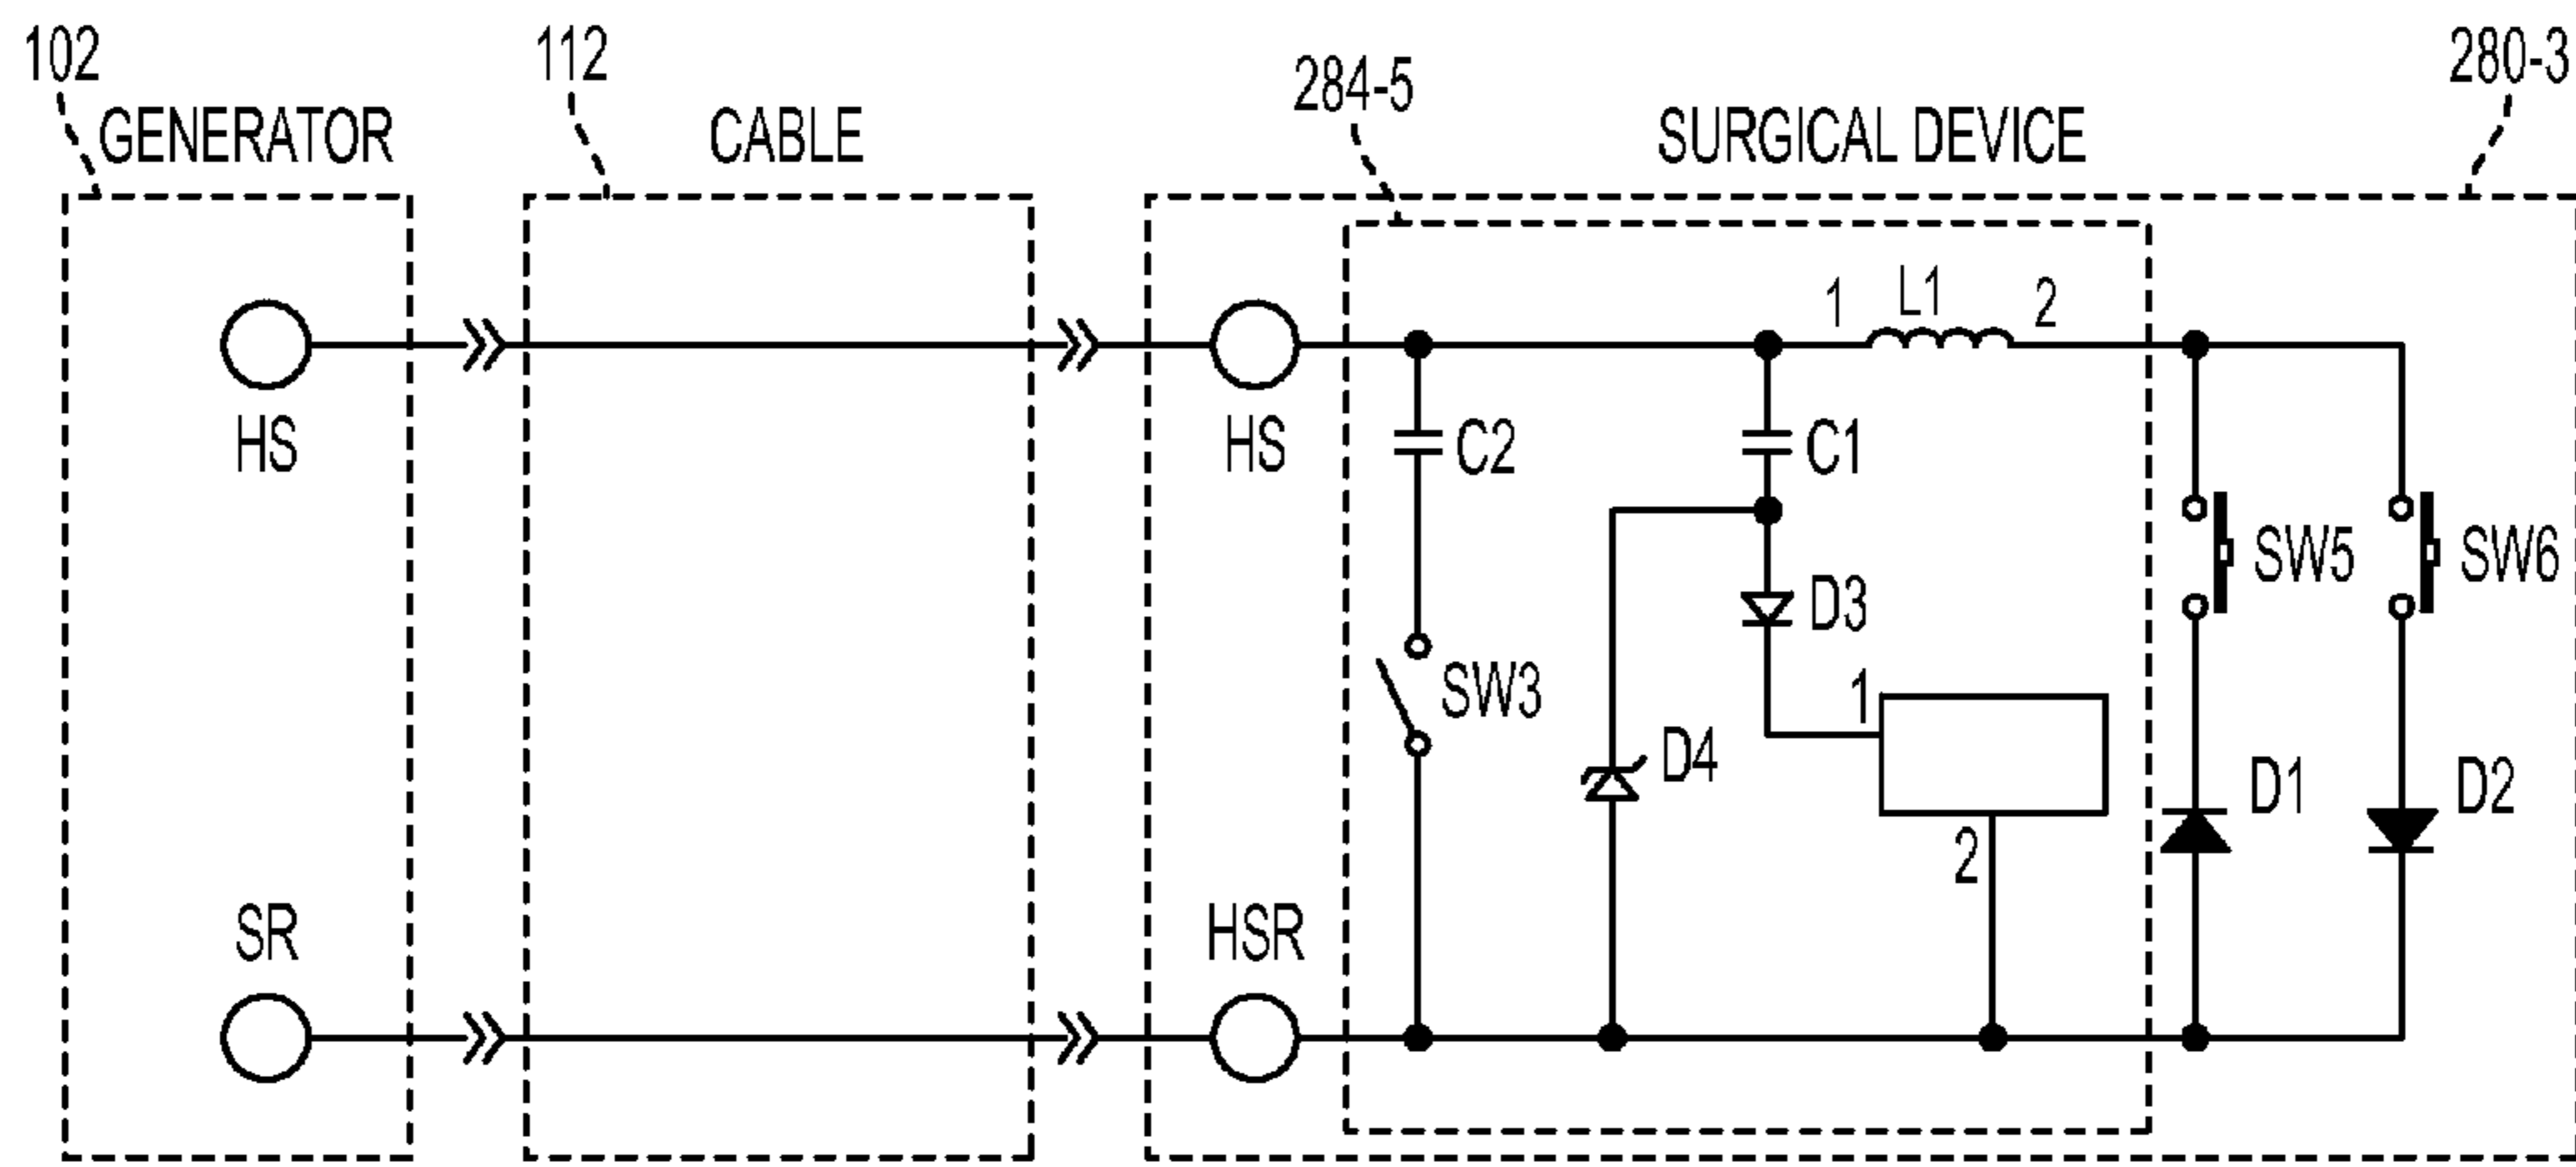 102
112
284-5
280-3
GENERATOR
CABLE
SURGICAL DEVICE
1
L1
2
HS
HS
C2
C1
SW5
SW6
D3
SW3
1
D4
D1
D2
2
SR
HSR